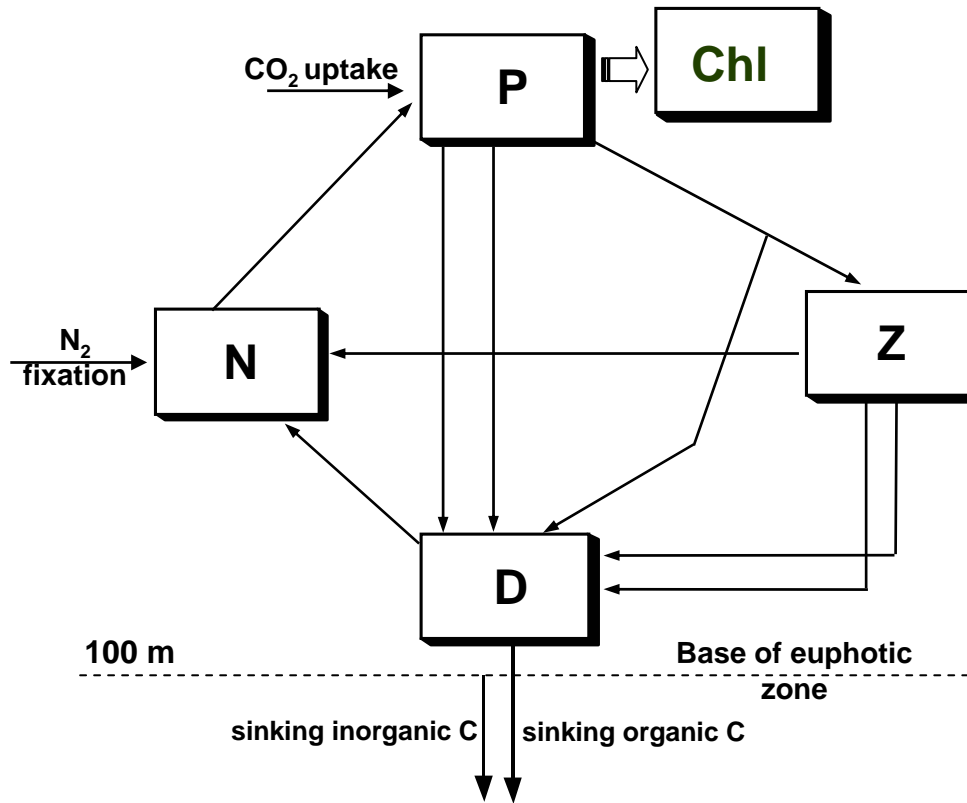 CO₂ uptake
P
Chl
N₂
fixation
N
Z
D
100 m
Base of euphotic
zone
sinking inorganic C
sinking organic C